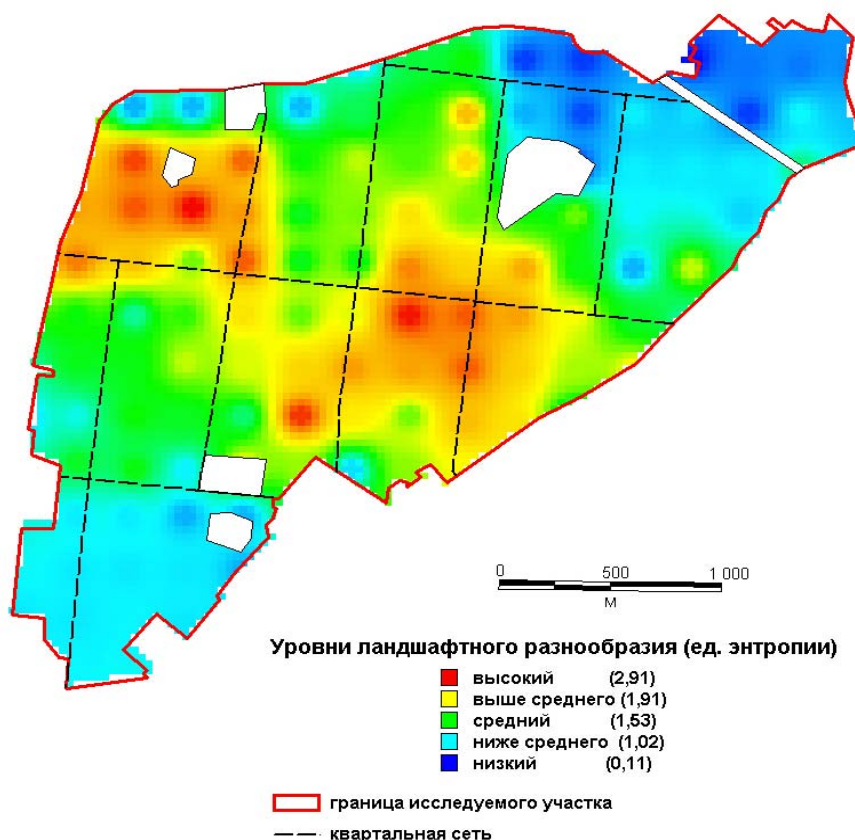 0 500 1 000
М
Уровни ландшафтного разнообразия (ед. энтропии)
высокий (2,91)
выше среднего (1,91)
средний (1,53)
ниже среднего (1,02)
низкий (0,11)
граница исследуемого участка
квартальная сеть